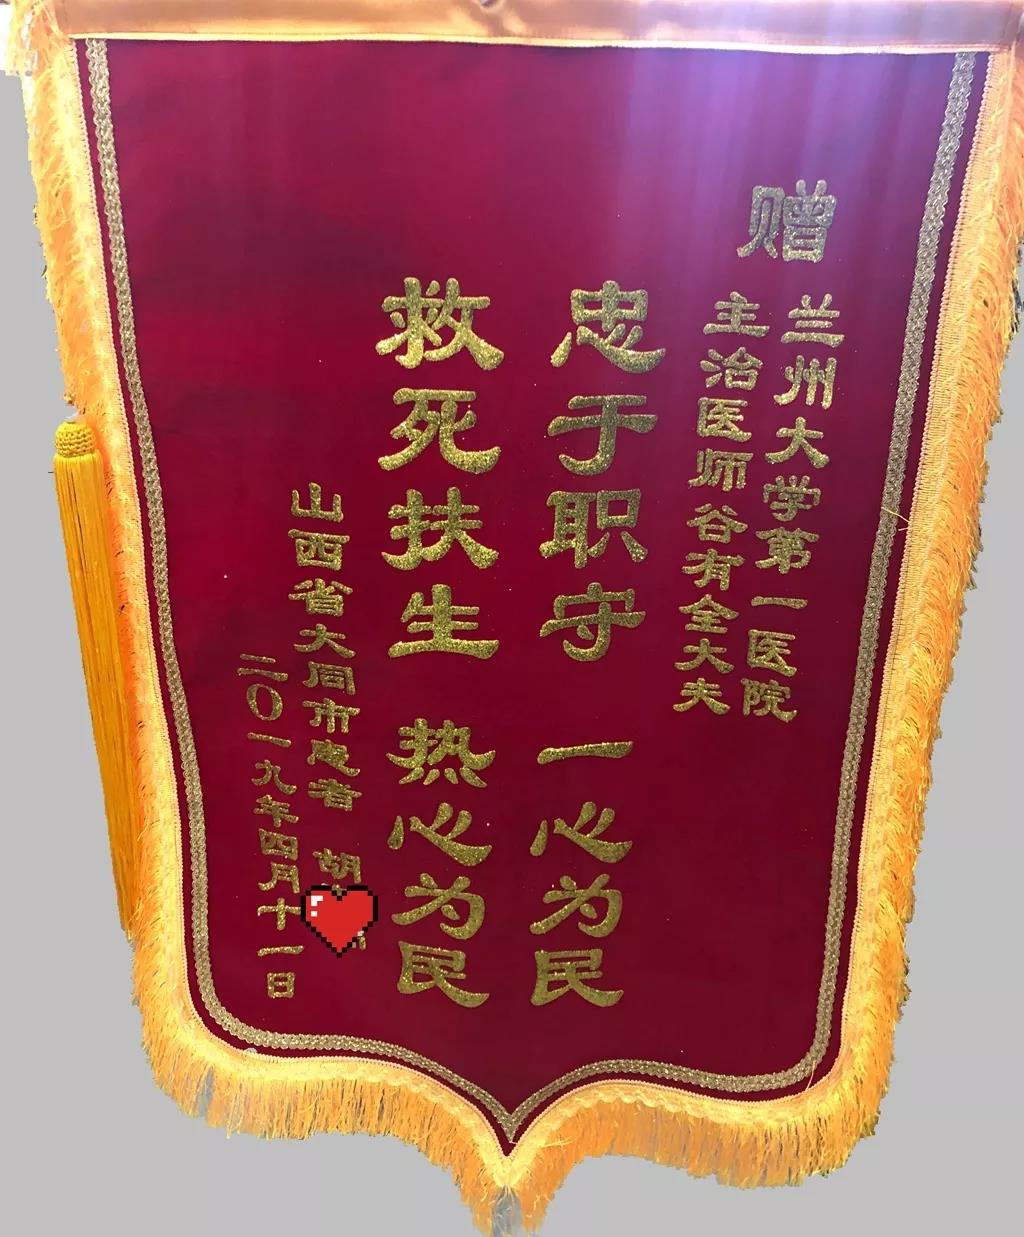 赠
兰州大学第一医院
主治医师谷有全大夫
忠于职守 一心为民
救死扶生 热心为民
山西省大同市患者 胡
二〇一九年四月十一日